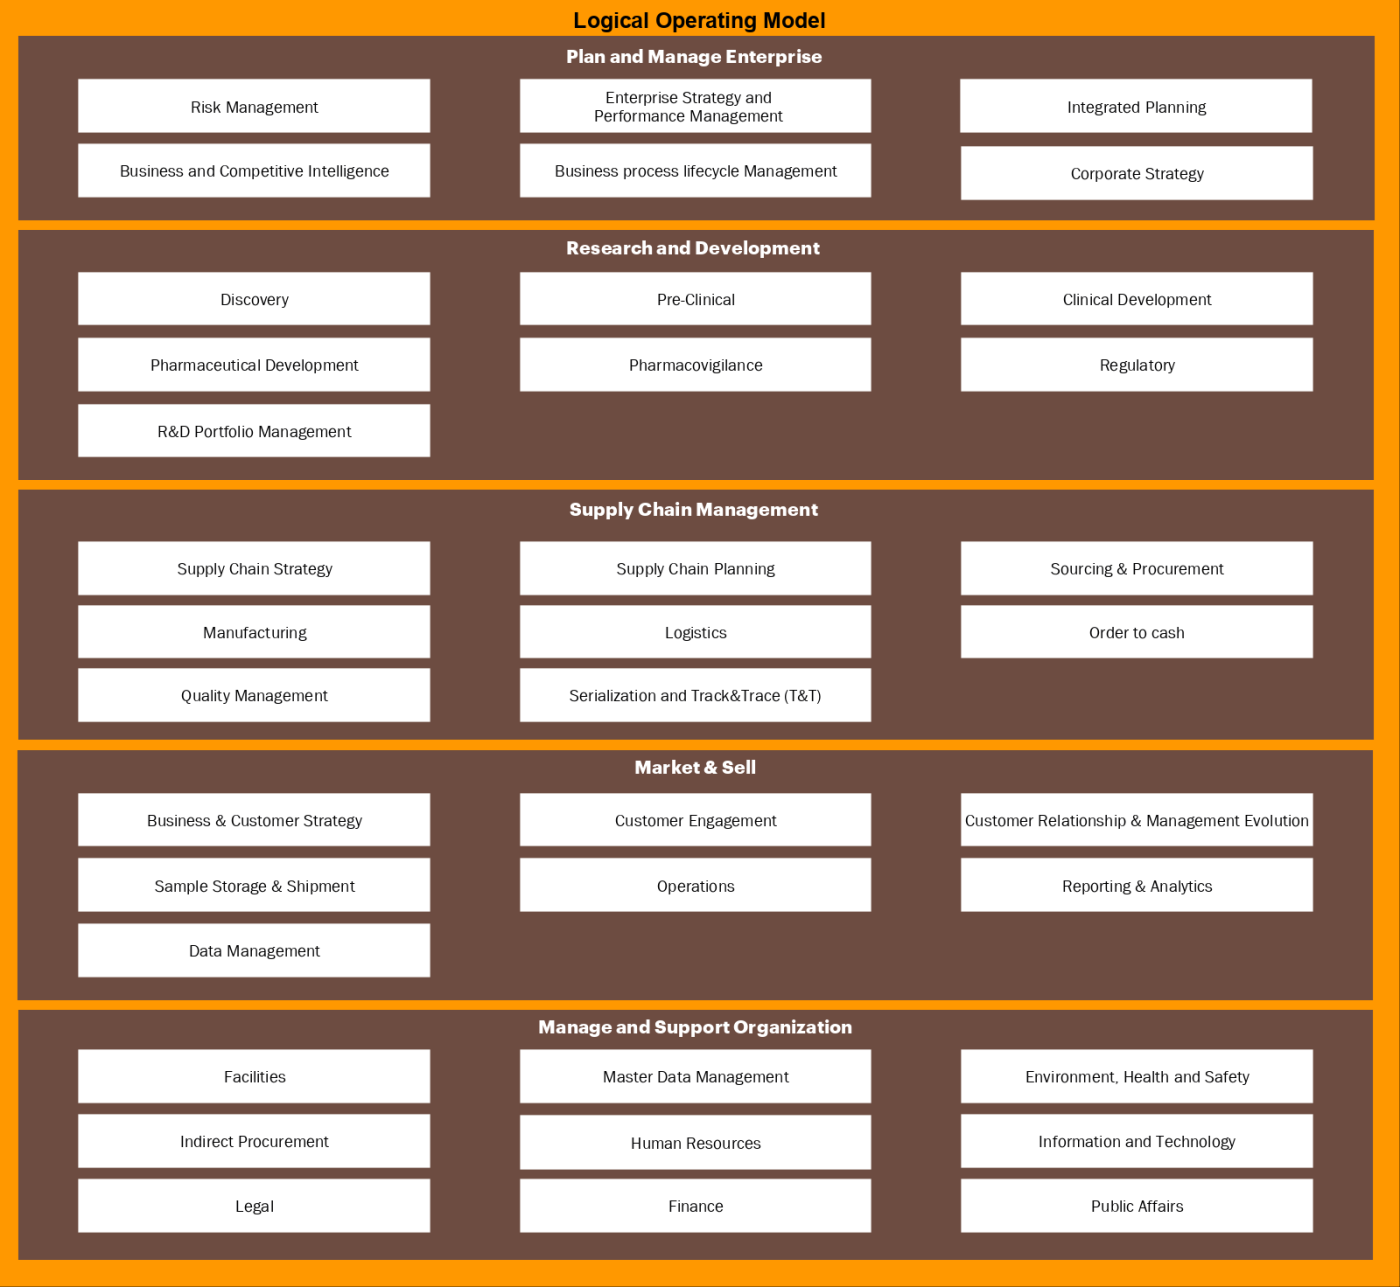 Logical Operating Model
Plan and Manage Enterprise
Risk Management
Enterprise Strategy and
Performance Management
Integrated Planning
Business and Competitive Intelligence
Business process lifecycle Management
Corporate Strategy
Research and Development
Discovery
Pre-Clinical
Clinical Development
Pharmaceutical Development
Pharmacovigilance
Regulatory
R&D Portfolio Management
Supply Chain Management
Supply Chain Strategy
Supply Chain Planning
Sourcing & Procurement
Manufacturing
Logistics
Order to cash
Quality Management
Serialization and Track&Trace (T&T)
Market & Sell
Business & Customer Strategy
Customer Engagement
Customer Relationship & Management Evolution
Sample Storage & Shipment
Operations
Reporting & Analytics
Data Management
Manage and Support Organization
Facilities
Master Data Management
Environment, Health and Safety
Indirect Procurement
Human Resources
Information and Technology
Legal
Finance
Public Affairs